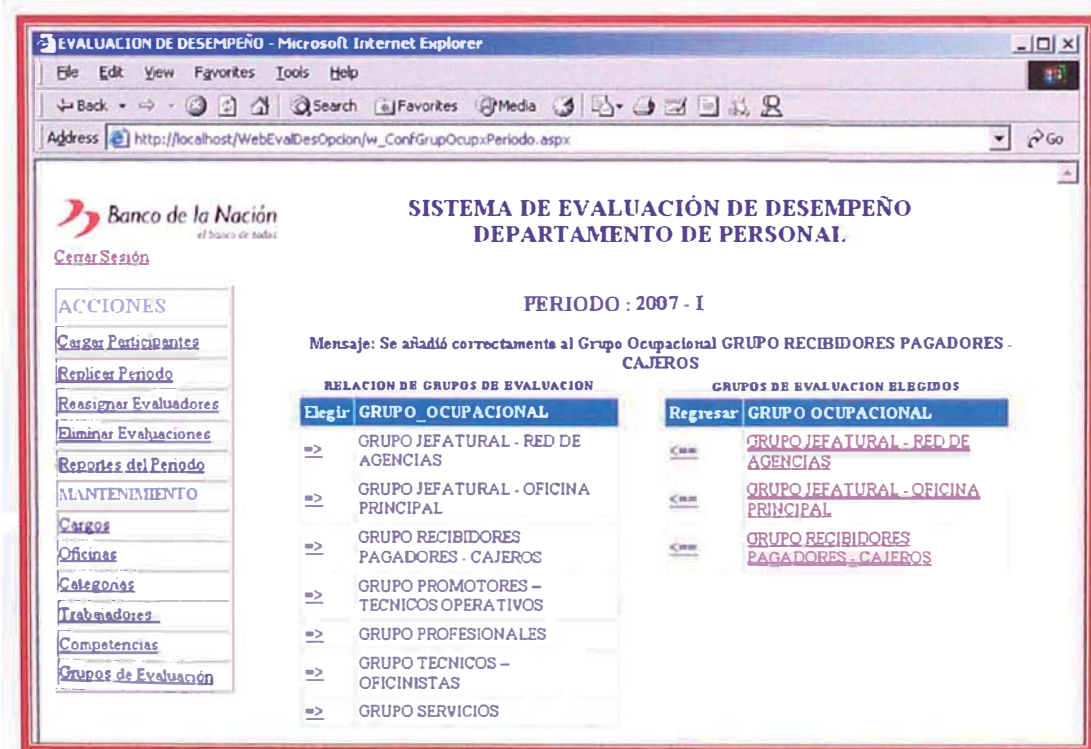 EVALUACION DE DESEMPEÑO - Microsoft Internet Explorer
File Edit View Favorites Tools Help
Back Search Favorites Media
Address http://localhost/WebEvalDesOpcion/w_ConfGrupOcupxPeriodo.aspx Go
Banco de la Nación
el banco de todos
Cerrar Sesión
SISTEMA DE EVALUACIÓN DE DESEMPEÑO
DEPARTAMENTO DE PERSONAL
ACCIONES
Cargar Participantes
Replicar Periodo
Reasignar Evaluadores
Eliminar Evaluaciones
Reportes del Periodo
MANTENIMIENTO
Cargos
Oficinas
Categorias
Trabajadores
Competencias
Grupos de Evaluación
PERIODO : 2007 - I
Mensaje: Se añadió correctamente al Grupo Ocupacional GRUPO RECIBIDORES PAGADORES -
CAJEROS
RELACION DE GRUPOS DE EVALUACION
Elegir GRUPO_OCUPACIONAL
=> GRUPO JEFATURAL - RED DE
AGENCIAS
=> GRUPO JEFATURAL - OFICINA
PRINCIPAL
=> GRUPO RECIBIDORES
PAGADORES - CAJEROS
=> GRUPO PROMOTORES –
TECNICOS OPERATIVOS
=> GRUPO PROFESIONALES
=> GRUPO TECNICOS –
OFICINISTAS
=> GRUPO SERVICIOS
GRUPOS DE EVALUACION ELEGIDOS
Regresar GRUPO OCUPACIONAL
<== GRUPO JEFATURAL - RED DE
AGENCIAS
<== GRUPO JEFATURAL - OFICINA
PRINCIPAL
<== GRUPO RECIBIDORES
PAGADORES - CAJEROS